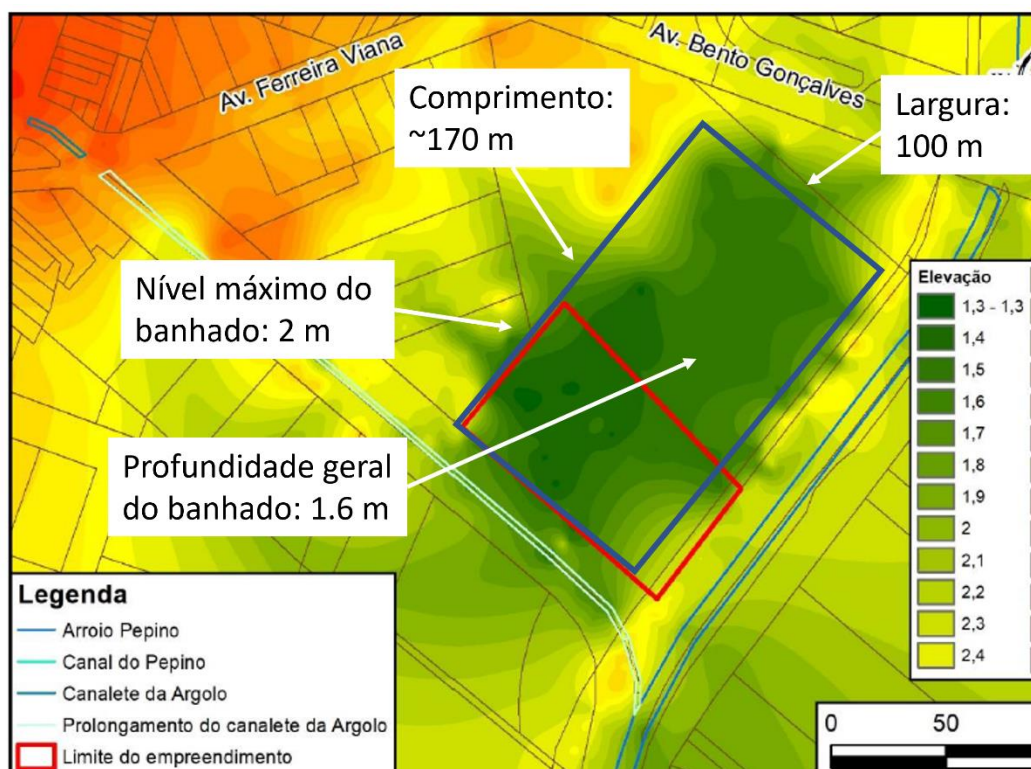 Av. Ferreira Viana
Av. Bento Gonçalves
Comprimento:
~170 m
Largura:
100 m
Nível máximo do
banhado: 2 m
Profundidade geral
do banhado: 1.6 m
Elevação
1,3 - 1,3
1,4
1,5
1,6
1,7
1,8
1,9
2
2,1
2,2
2,3
2,4
Legenda
Arroio Pepino
Canal do Pepino
Canalete da Argolo
Prolongamento do canalete da Argolo
Limite do empreendimento
0 50